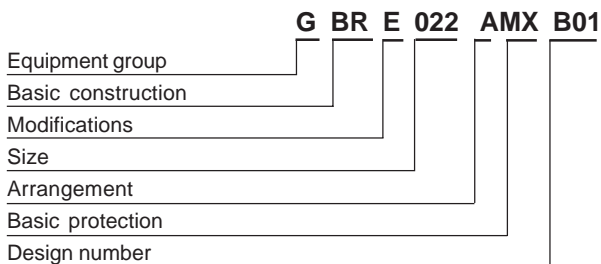 G BR E 022 AMX B01
Equipment group
Basic construction
Modifications
Size
Arrangement
Basic protection
Design number